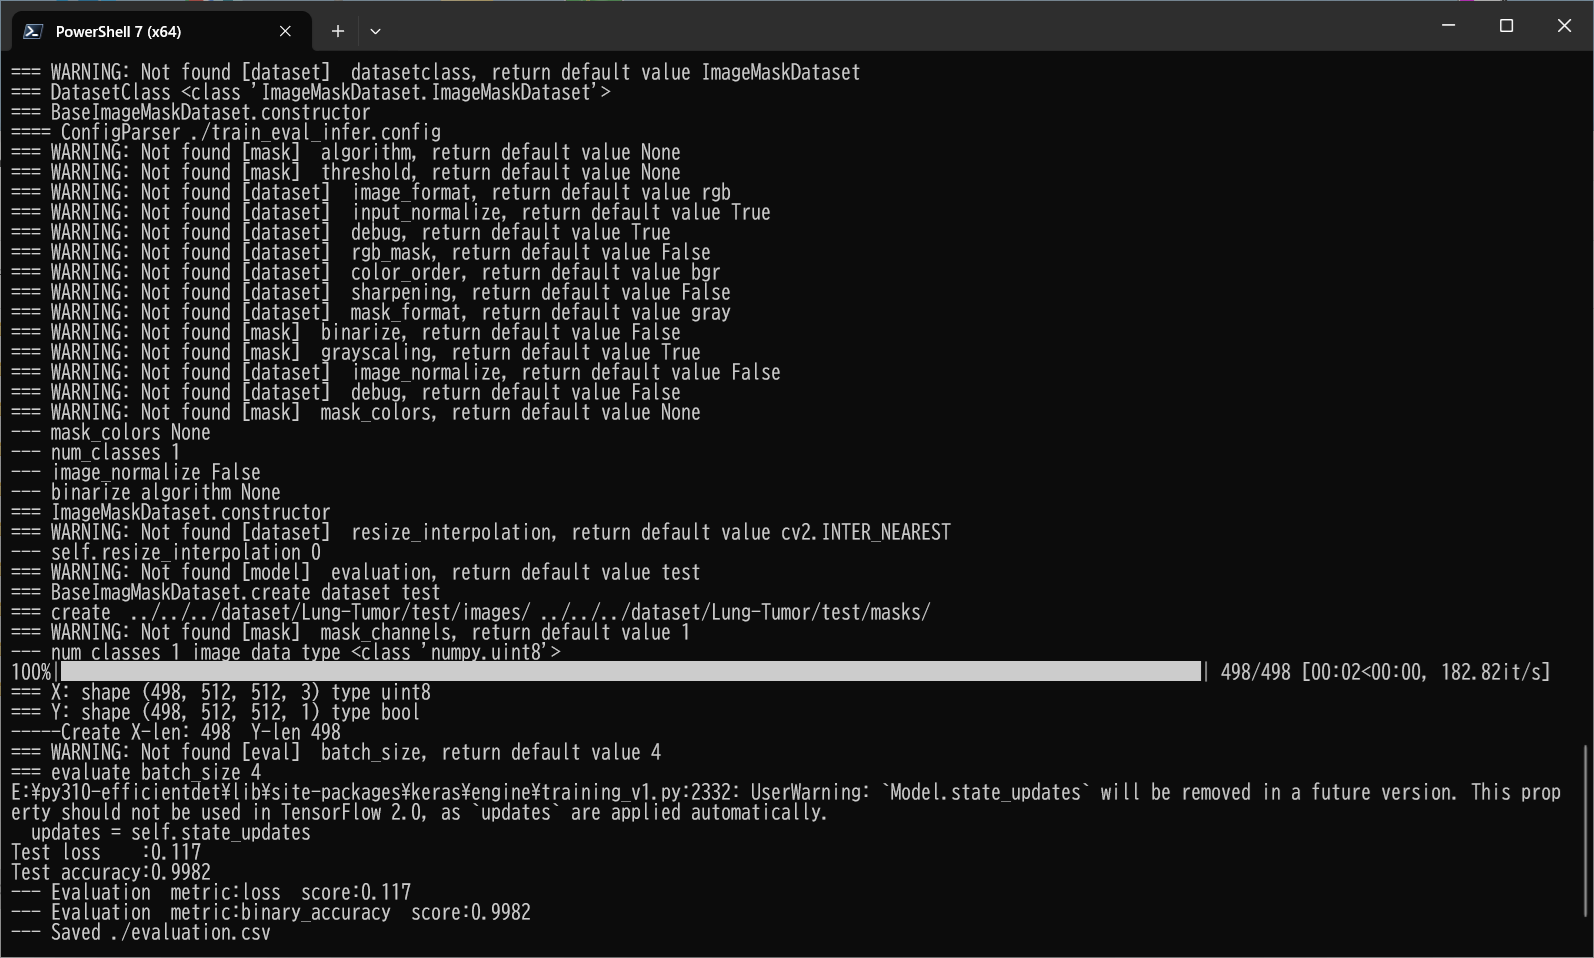 PowerShell 7 (x64)
=== WARNING: Not found [dataset]  datasetclass, return default value ImageMaskDataset
=== DatasetClass <class 'ImageMaskDataset.ImageMaskDataset'>
=== BaseImageMaskDataset.constructor
==== ConfigParser ./train_eval_infer.config
=== WARNING: Not found [mask]  algorithm, return default value None
=== WARNING: Not found [mask]  threshold, return default value None
=== WARNING: Not found [dataset]  image_format, return default value rgb
=== WARNING: Not found [dataset]  input_normalize, return default value True
=== WARNING: Not found [dataset]  debug, return default value True
=== WARNING: Not found [dataset]  rgb_mask, return default value False
=== WARNING: Not found [dataset]  color_order, return default value bgr
=== WARNING: Not found [dataset]  sharpening, return default value False
=== WARNING: Not found [dataset]  mask_format, return default value gray
=== WARNING: Not found [mask]  binarize, return default value False
=== WARNING: Not found [mask]  grayscaling, return default value True
=== WARNING: Not found [dataset]  image_normalize, return default value False
=== WARNING: Not found [dataset]  debug, return default value False
=== WARNING: Not found [mask]  mask_colors, return default value None
--- mask_colors None
--- num_classes 1
--- image_normalize False
--- binarize algorithm None
=== ImageMaskDataset.constructor
=== WARNING: Not found [dataset]  resize_interpolation, return default value cv2.INTER_NEAREST
--- self.resize_interpolation 0
=== WARNING: Not found [model]  evaluation, return default value test
=== BaseImagMaskDataset.create dataset test
=== create  ../../../dataset/Lung-Tumor/test/images/ ../../../dataset/Lung-Tumor/test/masks/
=== WARNING: Not found [mask]  mask_channels, return default value 1
--- num classes 1 image data type <class 'numpy.uint8'>
100%|██████████| 498/498 [00:02<00:00, 182.82it/s]
=== X: shape (498, 512, 512, 3) type uint8
=== Y: shape (498, 512, 512, 1) type bool
-----Create X-len: 498  Y-len 498
=== WARNING: Not found [eval]  batch_size, return default value 4
=== evaluate batch_size 4
E:¥py310-efficientdet¥lib¥site-packages¥keras¥engine¥training_v1.py:2332: UserWarning: `Model.state_updates` will be removed in a future version. This prop
erty should not be used in TensorFlow 2.0, as `updates` are applied automatically.
  updates = self.state_updates
Test loss    :0.117
Test accuracy:0.9982
--- Evaluation  metric:loss  score:0.117
--- Evaluation  metric:binary_accuracy  score:0.9982
--- Saved ./evaluation.csv